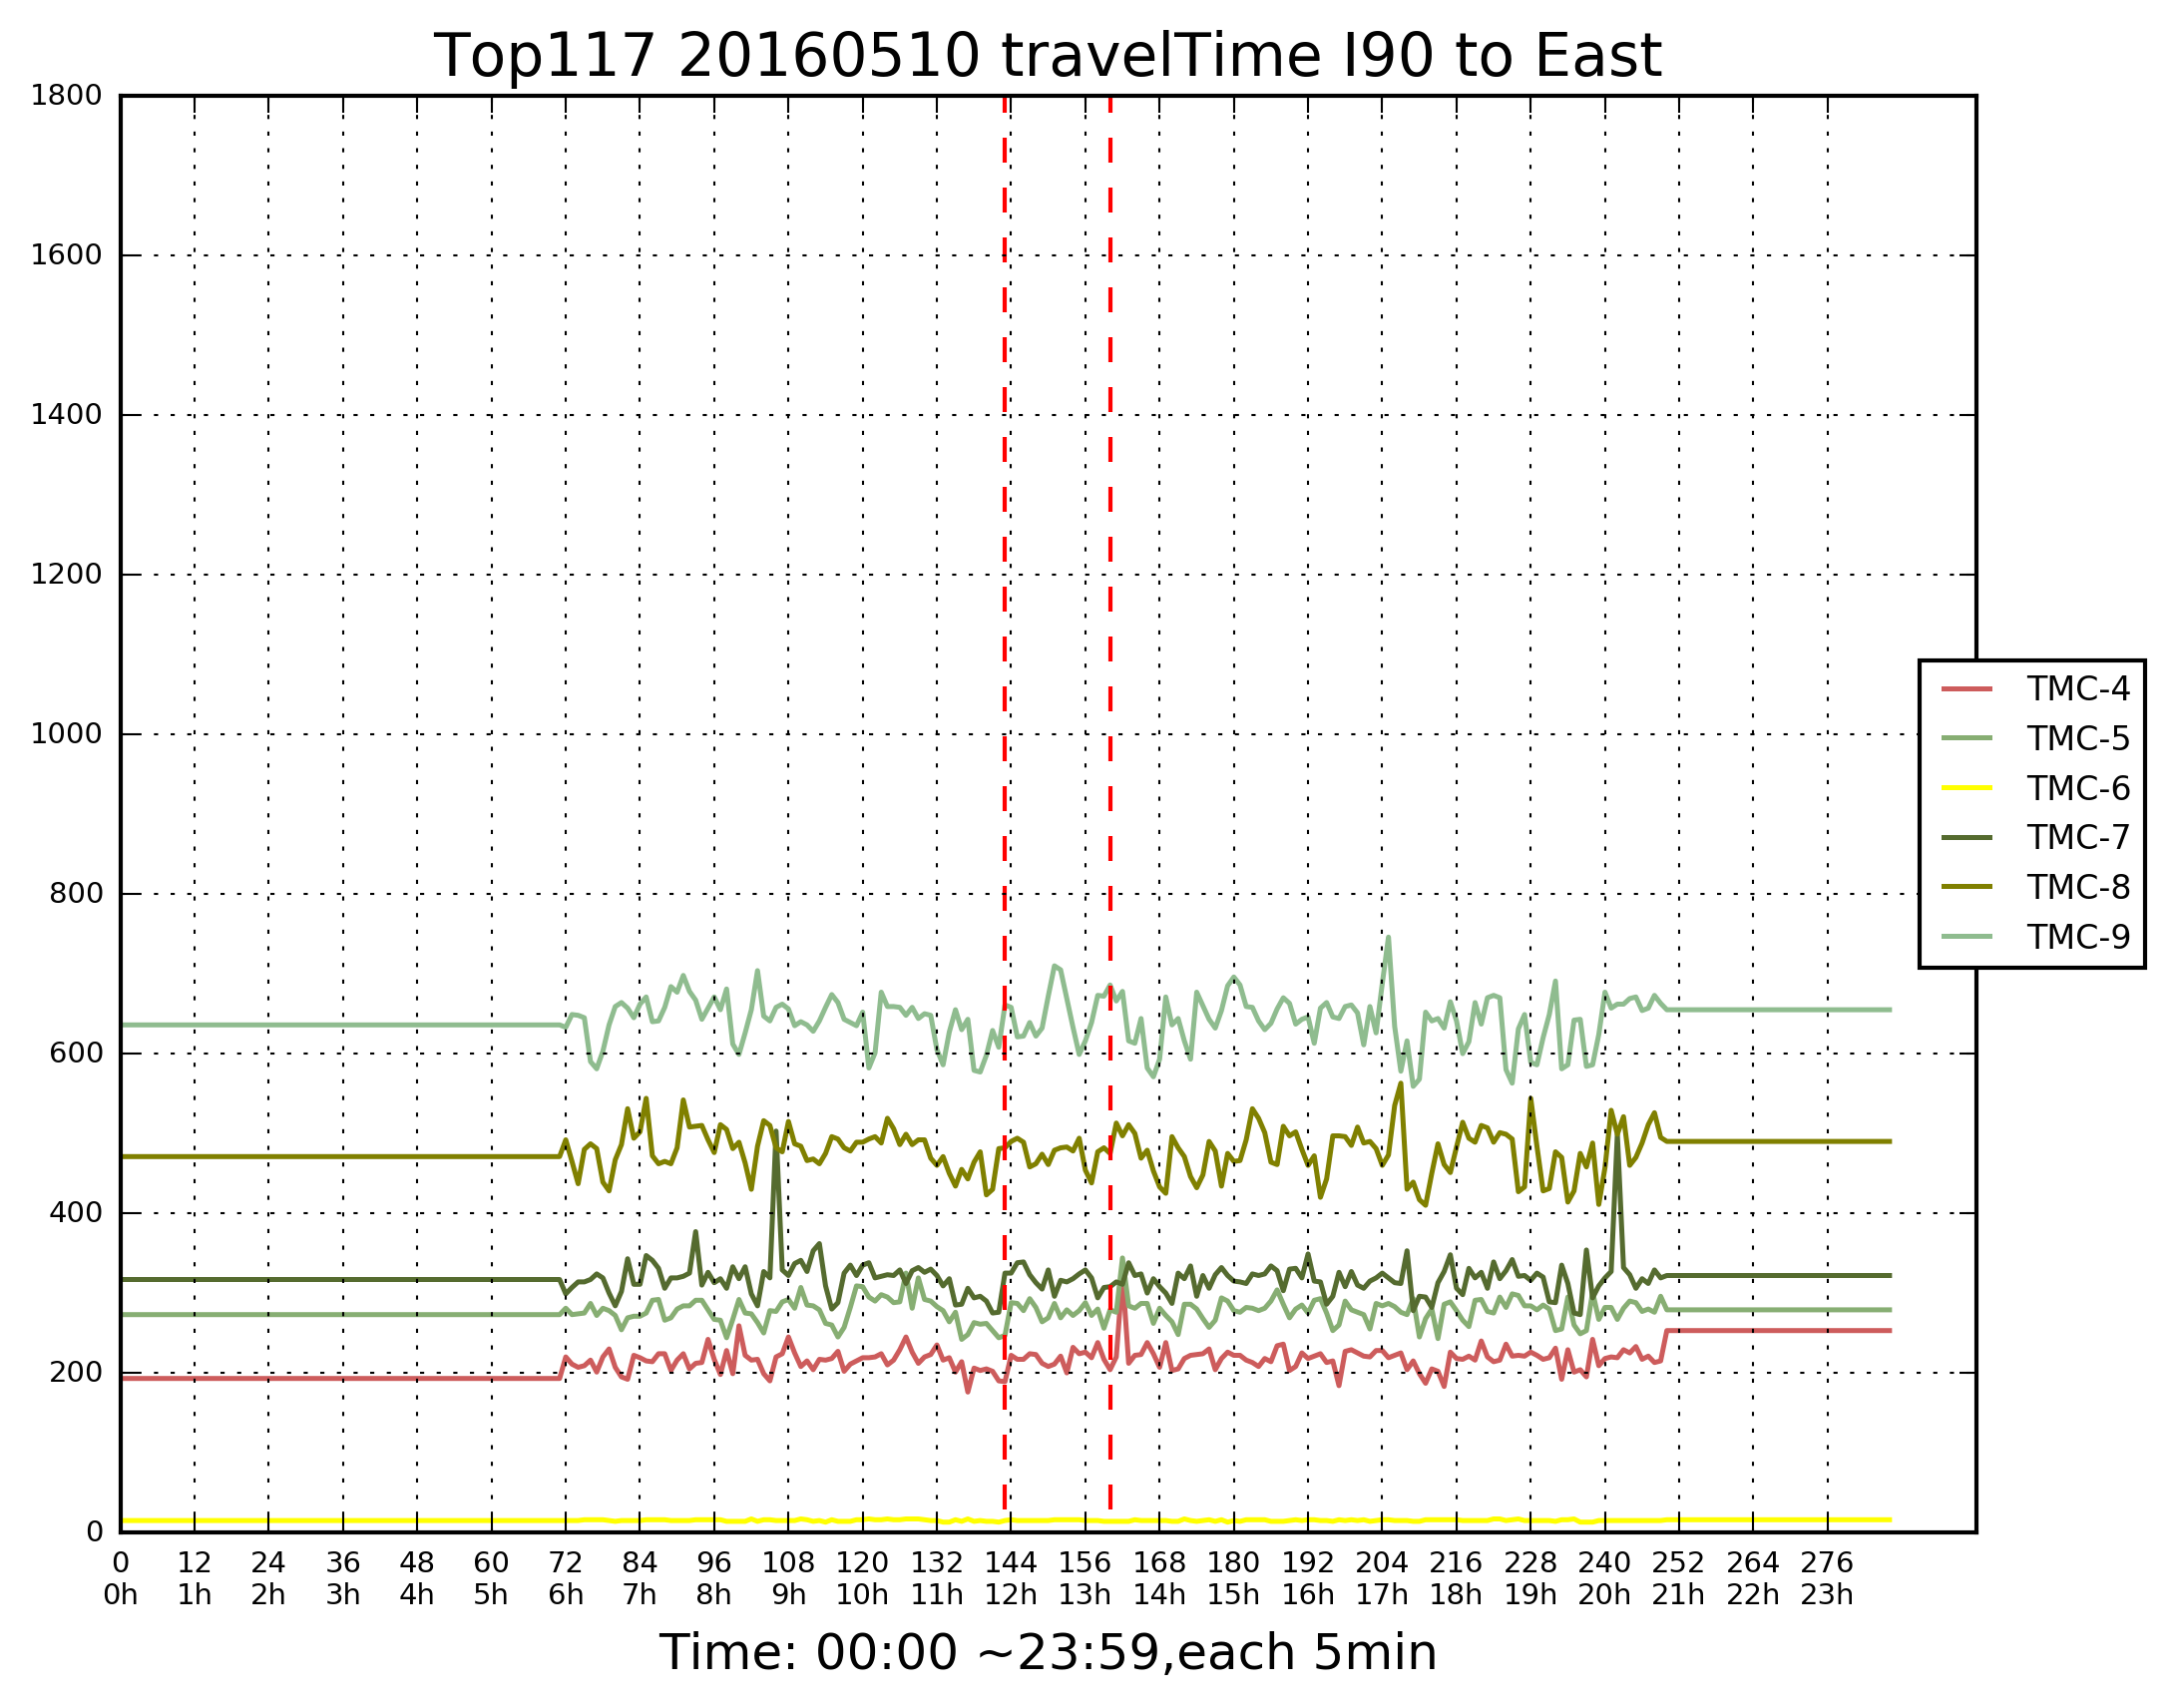 Top117 20160510 travelTime I90 to East
1800
1600
1400
1200
1000
800
600
400
200
0
TMC-4
TMC-5
TMC-6
TMC-7
TMC-8
TMC-9
0 12 24 36 48 60 72 84 96 108 120 132 144 156 168 180 192 204 216 228 240 252 264 276
0h 1h 2h 3h 4h 5h 6h 7h 8h 9h 10h 11h 12h 13h 14h 15h 16h 17h 18h 19h 20h 21h 22h 23h
Time: 00:00 ~23:59,each 5min